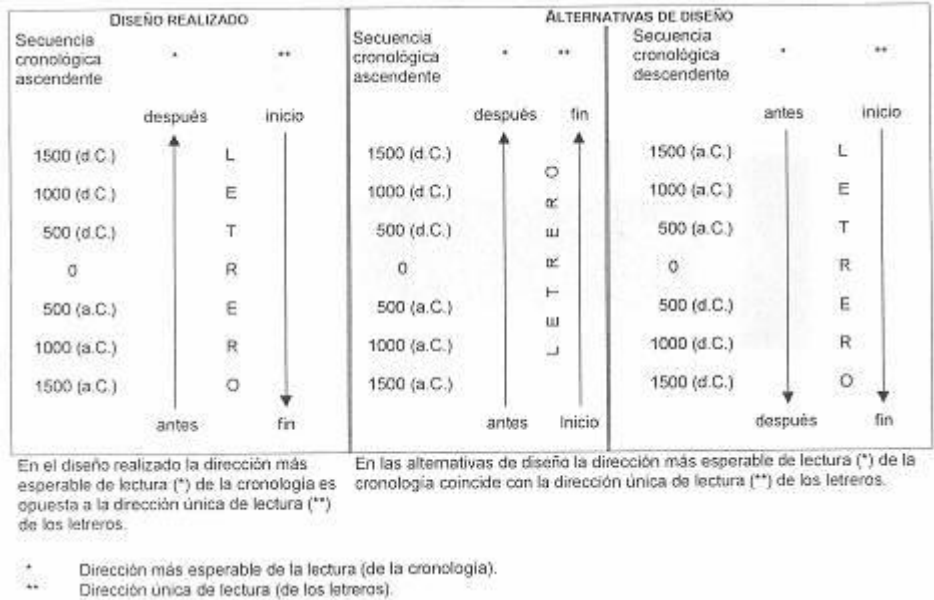 DISEÑO REALIZADO
Secuencia
cronológica
ascendente
* **
después inicio
1500 (d.C.) L
1000 (d.C.) E
500 (d.C.) T
0 R
500 (a.C.) E
1000 (a.C.) R
1500 (a.C.) O
antes fin
ALTERNATIVAS DE DISEÑO
Secuencia
cronológica
ascendente
* **
después fin
1500 (d.C.)
1000 (d.C.)
500 (d.C.)
0
500 (a.C.)
1000 (a.C.)
1500 (a.C.)
LETRERO
antes Inicio
Secuencia
cronológica
descendente
* **
antes inicio
1500 (a.C.) L
1000 (a.C.) E
500 (a.C.) T
0 R
500 (d.C.) E
1000 (d.C.) R
1500 (d.C.) O
después fin
En el diseño realizado la dirección más
esperable de lectura (*) de la cronología es
opuesta a la dirección única de lectura (**)
de los letreros.
En las alternativas de diseño la dirección más esperable de lectura (*) de la
cronología coincide con la dirección única de lectura (**) de los letreros.
* Dirección más esperable de la lectura (de la cronología).
** Dirección única de lectura (de los letreros).